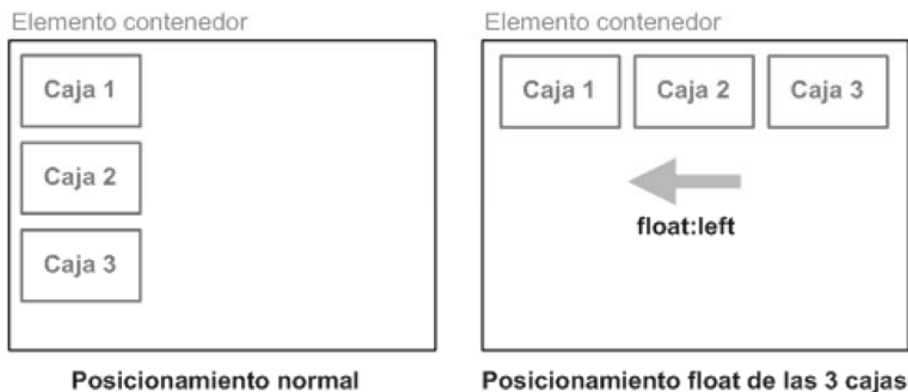 Elemento contenedor
Caja 1
Caja 2
Caja 3
Posicionamiento normal
Elemento contenedor
Caja 1 Caja 2 Caja 3
float:left
Posicionamiento float de las 3 cajas